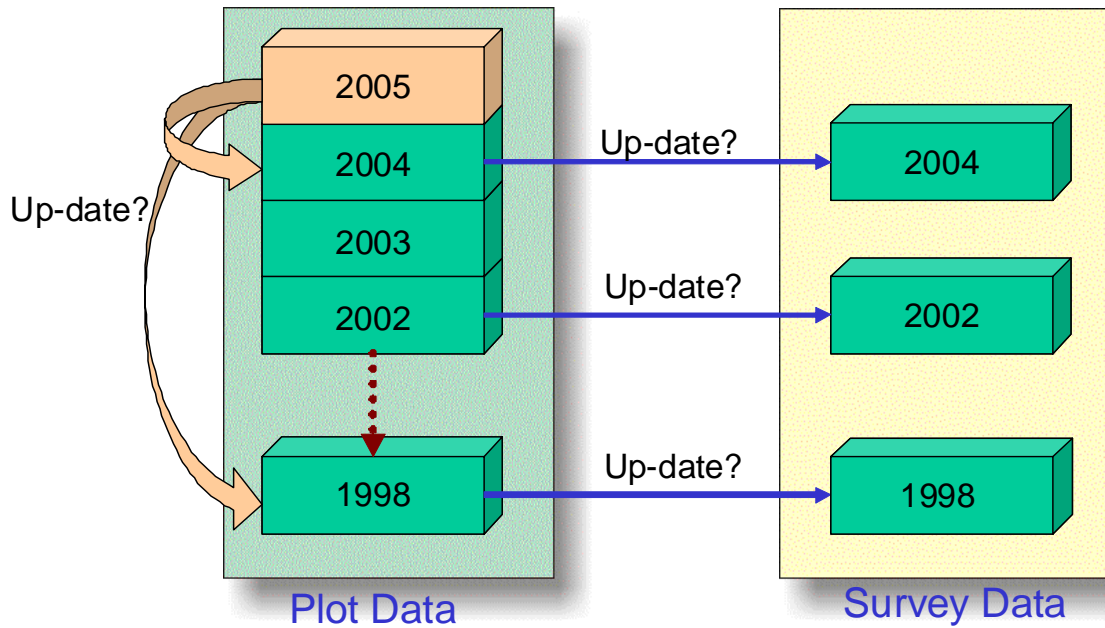 2005
2004
2003
2002
1998
Up-date?
Plot Data
Up-date?
Up-date?
Up-date?
2004
2002
1998
Survey Data